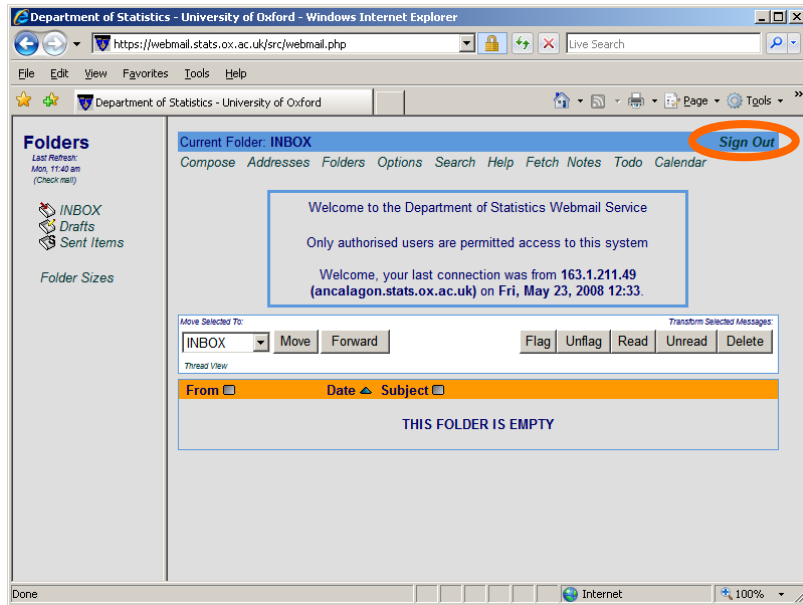 Department of Statistics - University of Oxford - Windows Internet Explorer
https://webmail.stats.ox.ac.uk/src/webmail.php
Live Search
File Edit View Favorites Tools Help
Department of Statistics - University of Oxford
Page Tools »
Folders
Last Refresh:
Mon, 11:40 am
(Check mail)
INBOX
Drafts
Sent Items
Folder Sizes
Current Folder: INBOX Sign Out
Compose Addresses Folders Options Search Help Fetch Notes Todo Calendar
Welcome to the Department of Statistics Webmail Service
Only authorised users are permitted access to this system
Welcome, your last connection was from 163.1.211.49
(ancalagon.stats.ox.ac.uk) on Fri, May 23, 2008 12:33.
Move Selected To: Transform Selected Messages:
INBOX Move Forward Flag Unflag Read Unread Delete
Thread View
From Date Subject
THIS FOLDER IS EMPTY
Done Internet 100%